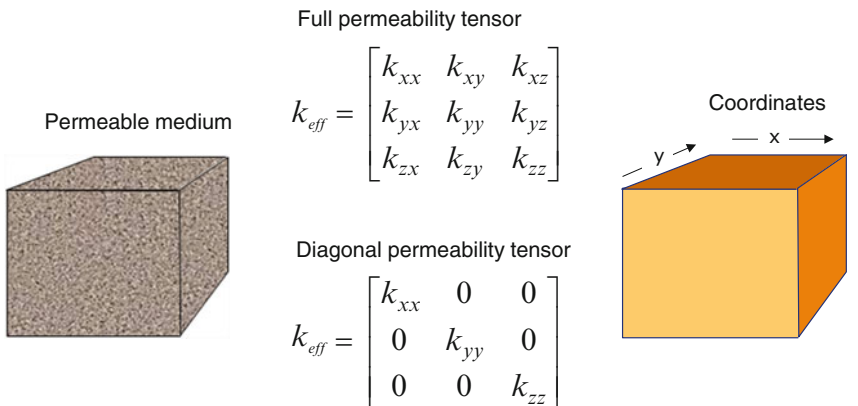 Full permeability tensor
k_eff = [k_xx k_xy k_xz
k_yx k_yy k_yz
k_zx k_zy k_zz]
Permeable medium
Coordinates
y x
Diagonal permeability tensor
k_eff = [k_xx 0 0
0 k_yy 0
0 0 k_zz]